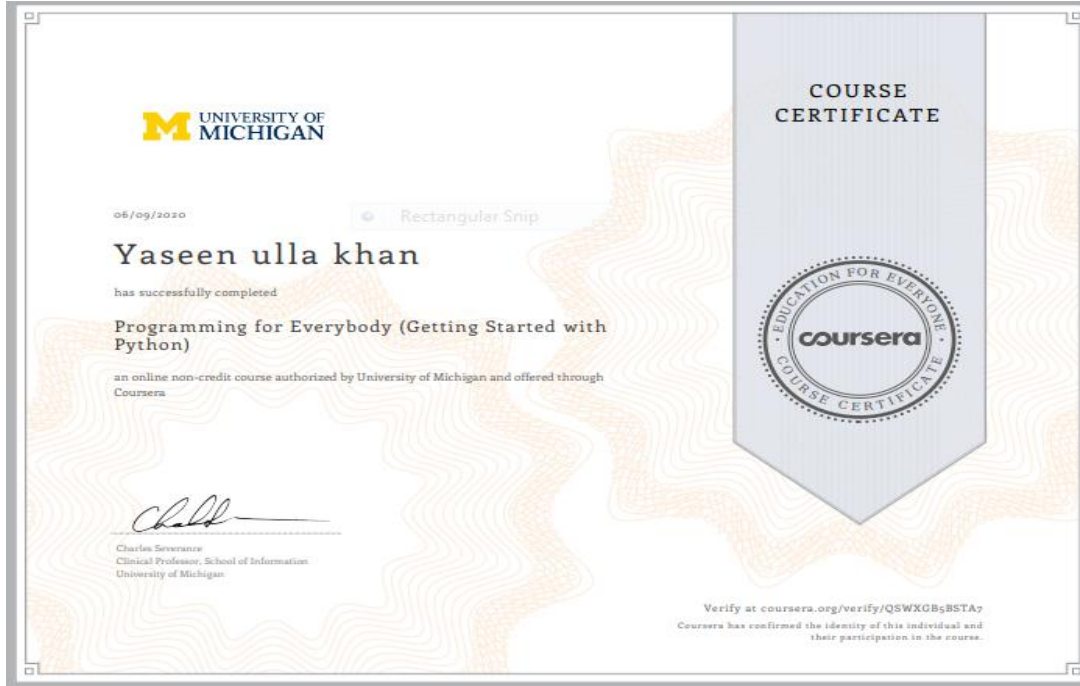 UNIVERSITY OF
MICHIGAN
COURSE
CERTIFICATE
06/09/2020
Rectangular Snip
Yaseen ulla khan
has successfully completed
Programming for Everybody (Getting Started with
Python)
an online non-credit course authorized by University of Michigan and offered through
Coursera
EDUCATION FOR EVERYONE
coursera
COURSE CERTIFICATE
Charles Severance
Clinical Professor, School of Information
University of Michigan
Verify at coursera.org/verify/QSWXGB5BSTA7
Coursera has confirmed the identity of this individual and
their participation in the course.